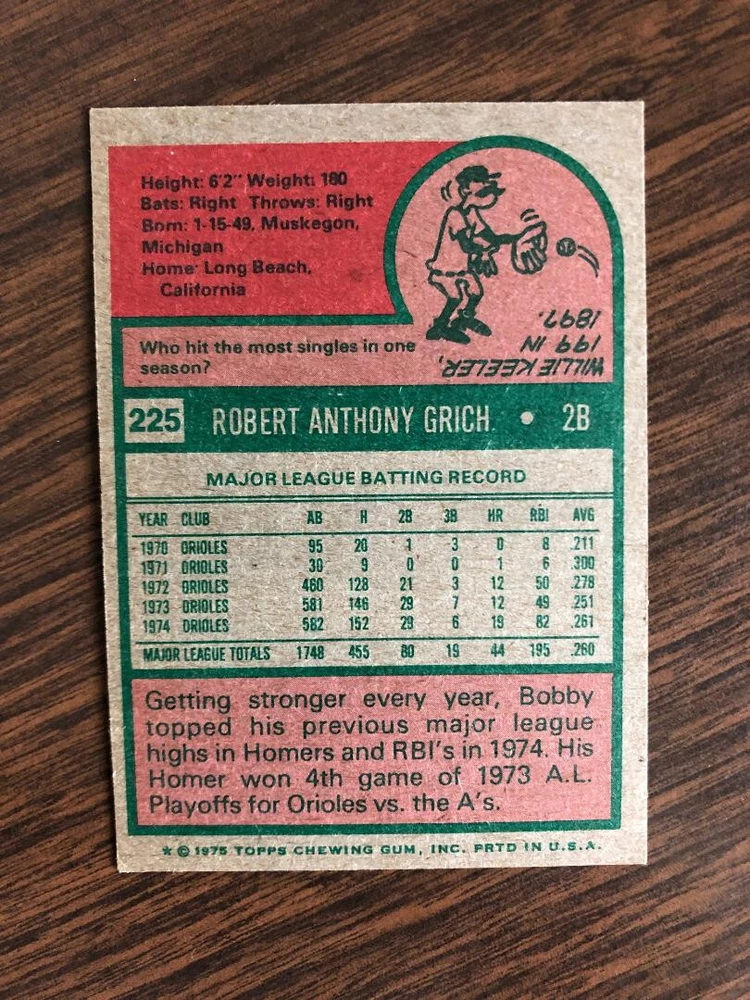 Height: 6'2" Weight: 180
Bats: Right Throws: Right
Born: 1-15-49, Muskegon,
Michigan
Home: Long Beach,
California
Who hit the most singles in one
season?
WILLIE KEELER,
199 IN
1897.
225 ROBERT ANTHONY GRICH • 2B
MAJOR LEAGUE BATTING RECORD
YEAR CLUB AB H 2B 3B HR RBI AVG
1970 ORIOLES 95 20 1 3 0 8 .211
1971 ORIOLES 30 9 0 0 1 6 .300
1972 ORIOLES 460 128 21 3 12 50 .278
1973 ORIOLES 581 146 29 7 12 49 .251
1974 ORIOLES 582 152 29 6 19 82 .261
MAJOR LEAGUE TOTALS 1748 455 80 19 44 195 .260
Getting stronger every year, Bobby
topped his previous major league
highs in Homers and RBI's in 1974. His
Homer won 4th game of 1973 A.L.
Playoffs for Orioles vs. the A's.
* © 1975 TOPPS CHEWING GUM, INC. PRTD IN U.S.A.